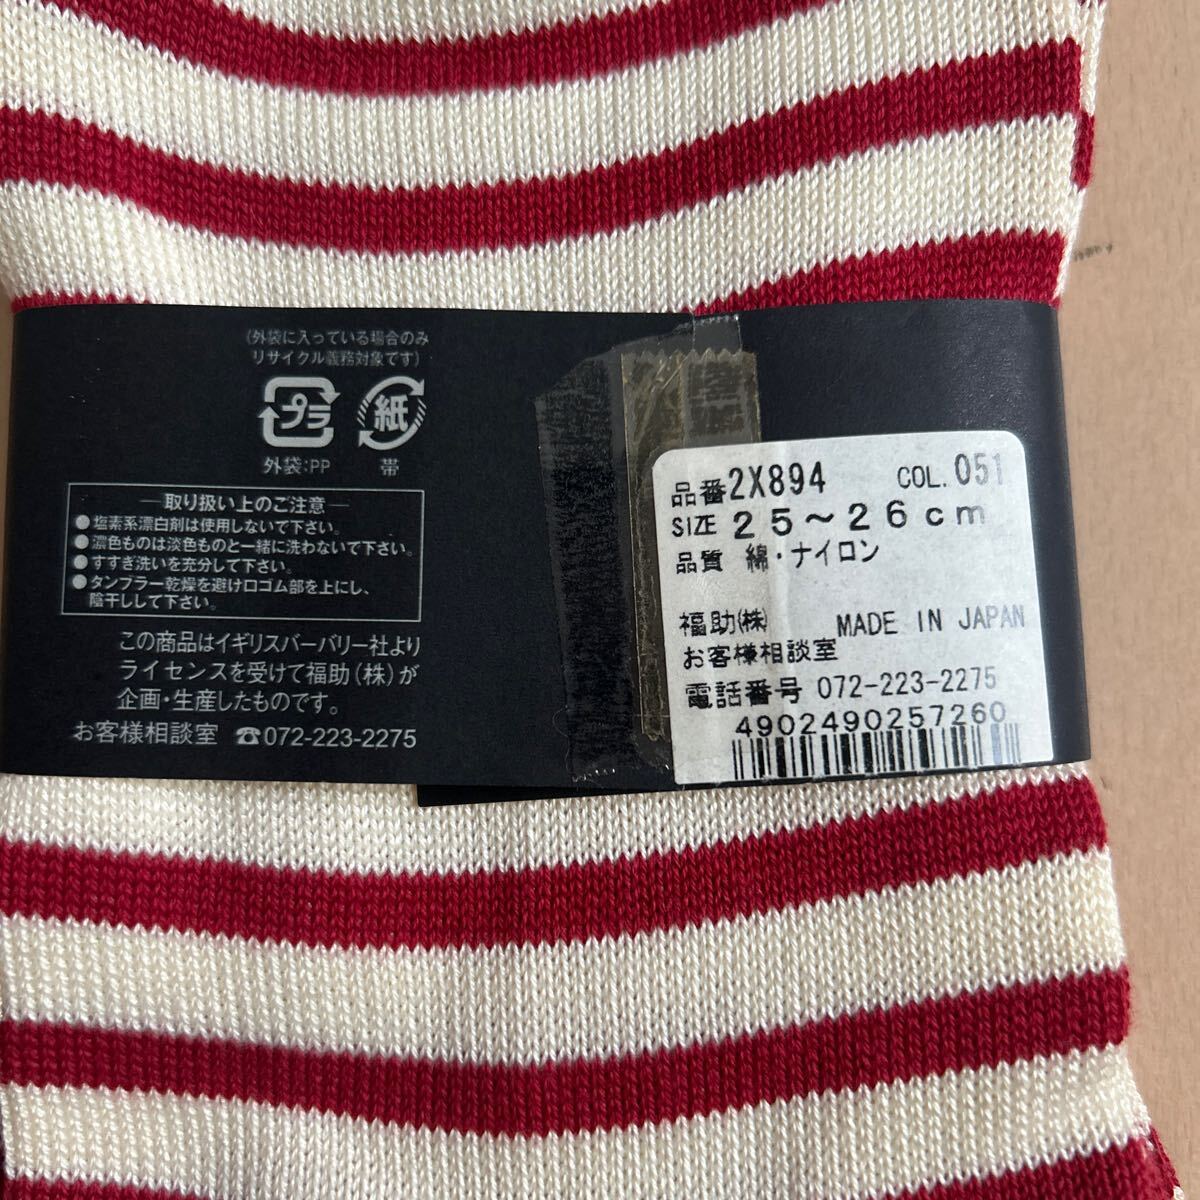 (外袋に入っている場合のみ
リサイクル義務対象です)
プラ
紙
外袋:PP
帯
取り扱い上のご注意
●塩素系漂白剤は使用しないで下さい。
●濃色ものは淡色ものと一緒に洗わないで下さい。
●すすぎ洗いを充分して下さい。
●タンブラー乾燥を避け口ゴム部を上にし、
陰干しして下さい。
この商品はイギリスバーバリー社より
ライセンスを受けて福助(株)が
企画・生産したものです。
お客様相談室 ☎072-223-2275
品番2X894 COL.051
SIZE 25～26cm
品質 綿・ナイロン
福助㈱ MADE IN JAPAN
お客様相談室
電話番号 072-223-2275
4902490257260